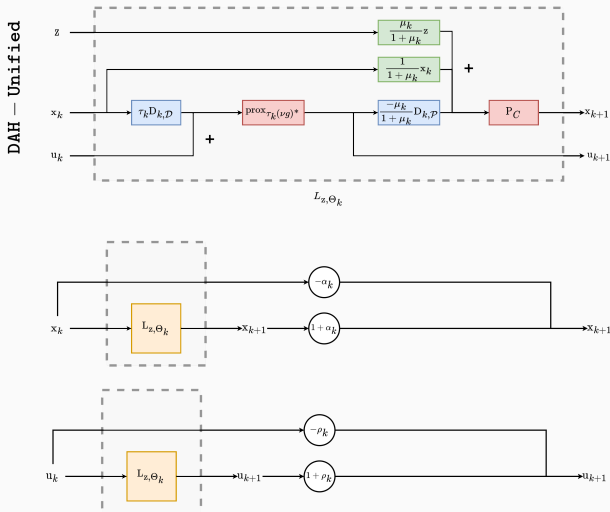 DAH – Unified
z
μ_k / (1 + μ_k) z
1 / (1 + μ_k) x_k
+
x_k
τ_k D_{k,𝒟}
prox_{τ_k(νg)*}
−μ_k / (1 + μ_k) D_{k,𝒫}
P_C
x_{k+1}
+
u_k
u_{k+1}
L_{z,Θ_k}
−α_k
x_k
L_{z,Θ_k}
x_{k+1}
1 + α_k
x_{k+1}
−ρ_k
u_k
L_{z,Θ_k}
u_{k+1}
1 + ρ_k
u_{k+1}